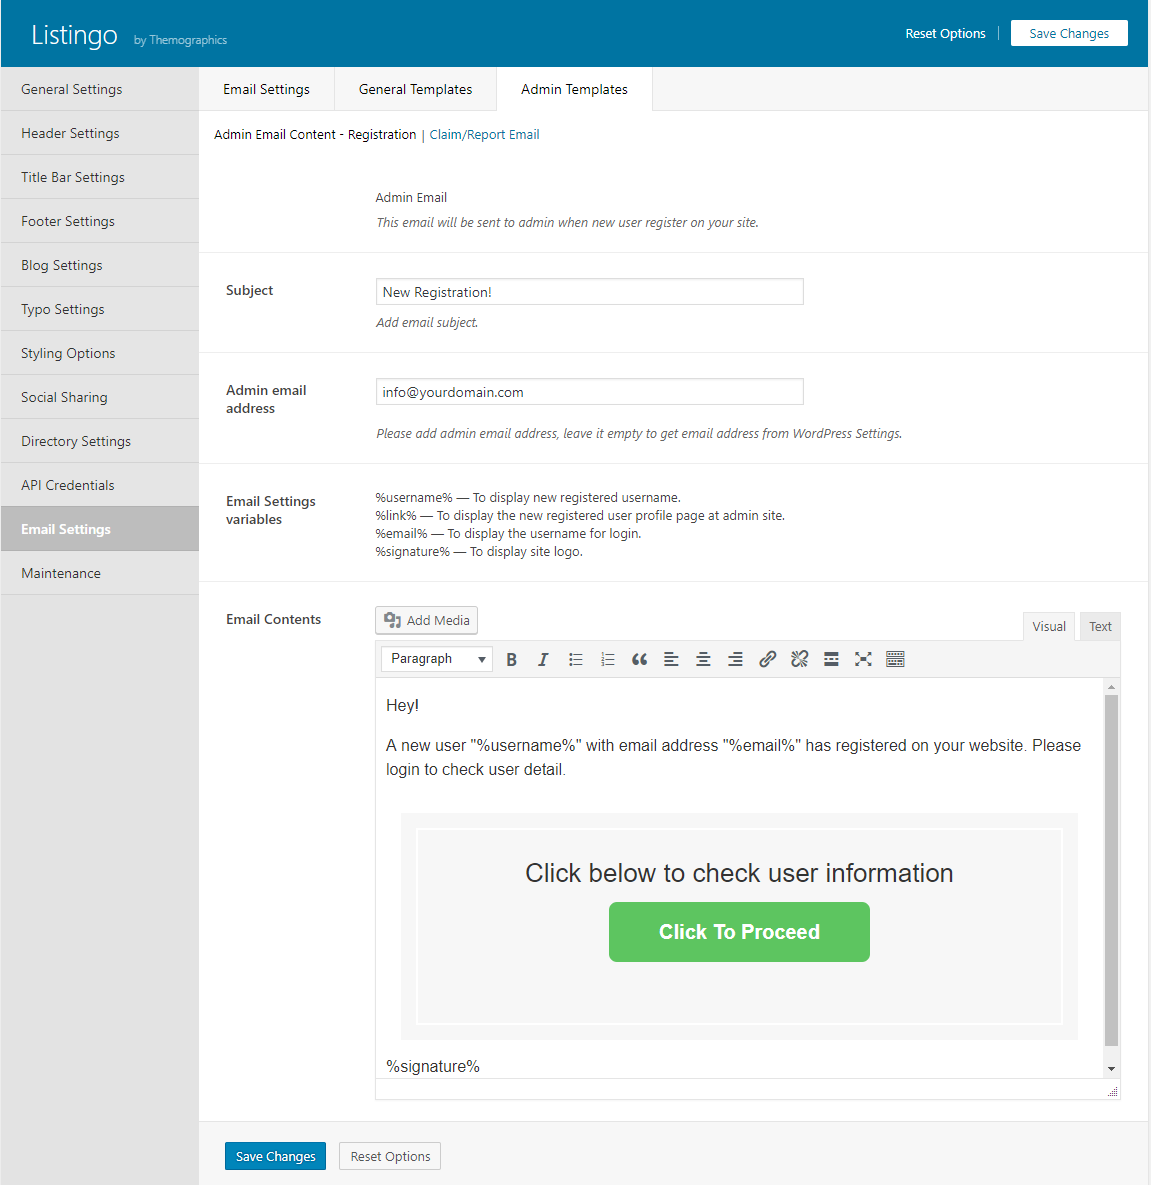 Listingo by Themographics
Reset Options | Save Changes
General Settings
Header Settings
Title Bar Settings
Footer Settings
Blog Settings
Typo Settings
Styling Options
Social Sharing
Directory Settings
API Credentials
Email Settings
Maintenance
Email Settings General Templates Admin Templates
Admin Email Content - Registration | Claim/Report Email
Admin Email
This email will be sent to admin when new user register on your site.
Subject
New Registration!
Add email subject.
Admin email
address
info@yourdomain.com
Please add admin email address, leave it empty to get email address from WordPress Settings.
Email Settings
variables
%username% — To display new registered username.
%link% — To display the new registered user profile page at admin site.
%email% — To display the username for login.
%signature% — To display site logo.
Email Contents
Add Media
Visual Text
Paragraph
Hey!
A new user "%username%" with email address "%email%" has registered on your website. Please
login to check user detail.
Click below to check user information
Click To Proceed
%signature%
Save Changes Reset Options